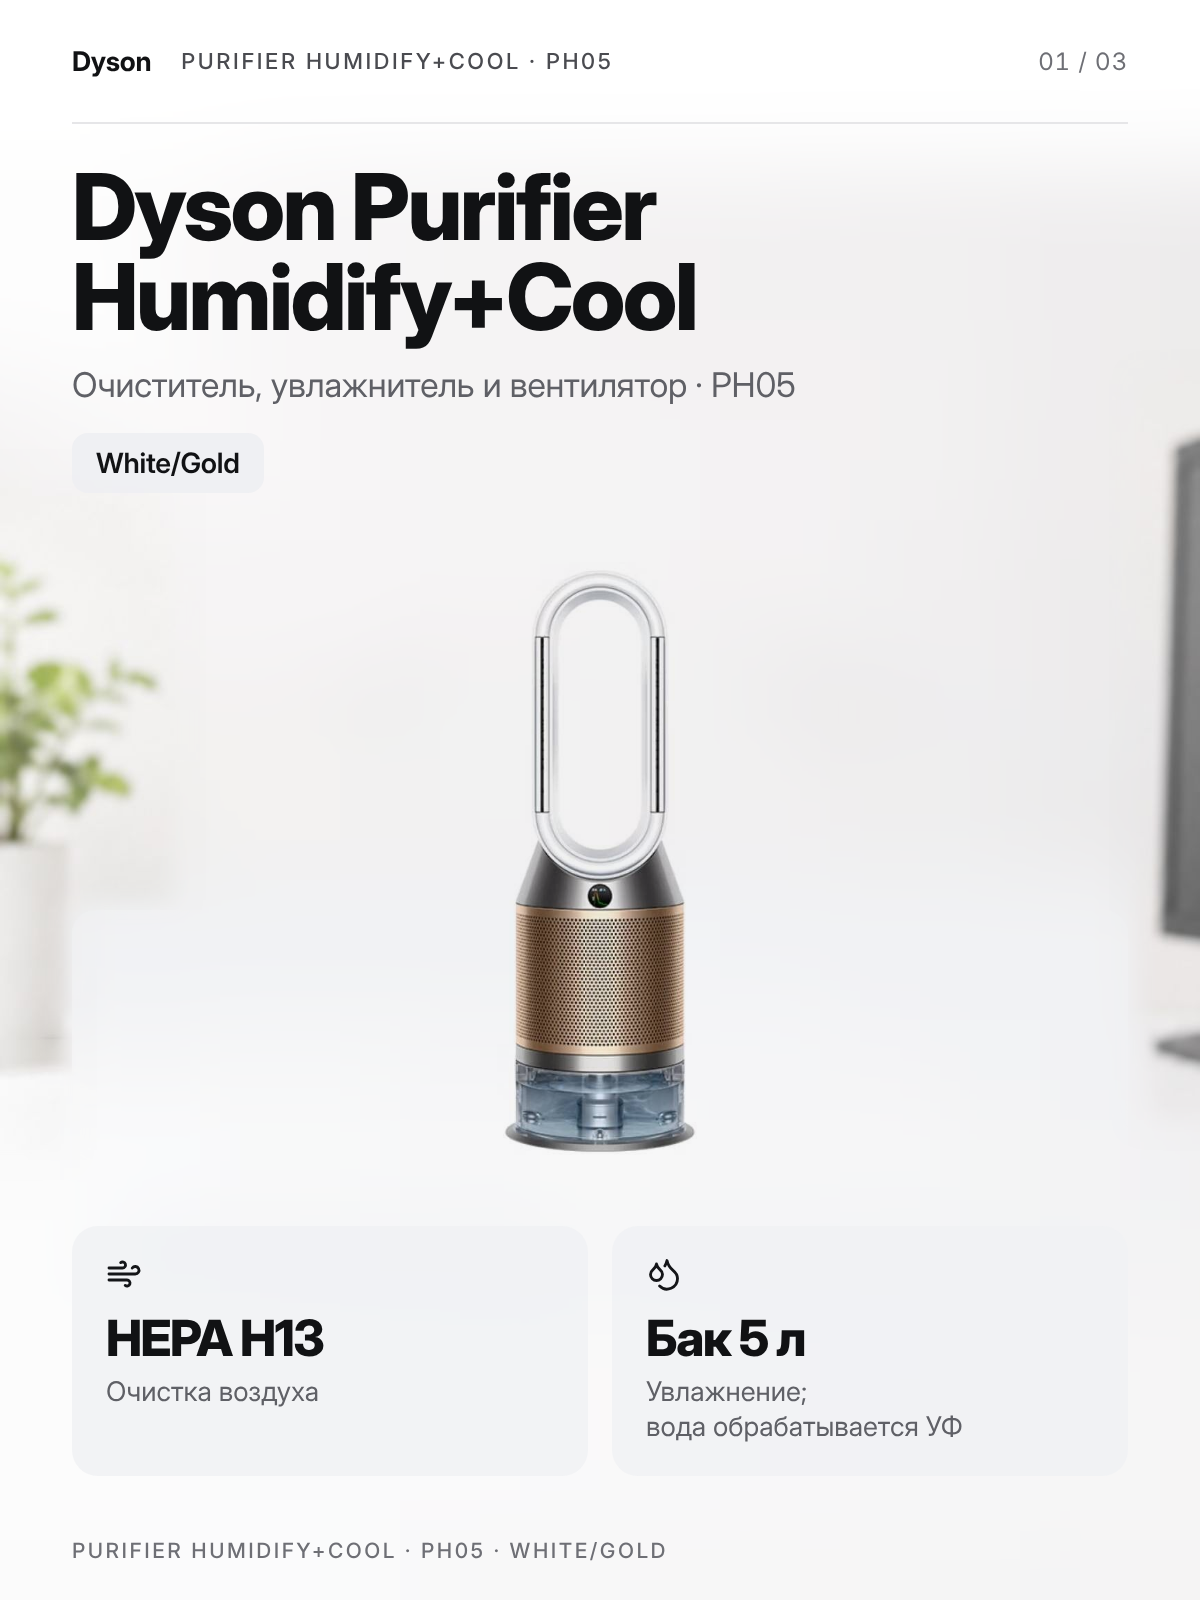 Dyson PURIFIER HUMIDIFY+COOL · PH05 01 / 03
Dyson Purifier
Humidify+Cool
Очиститель, увлажнитель и вентилятор · PH05
White/Gold
HEPA H13
Очистка воздуха
Бак 5 л
Увлажнение;
вода обрабатывается УФ
PURIFIER HUMIDIFY+COOL · PH05 · WHITE/GOLD